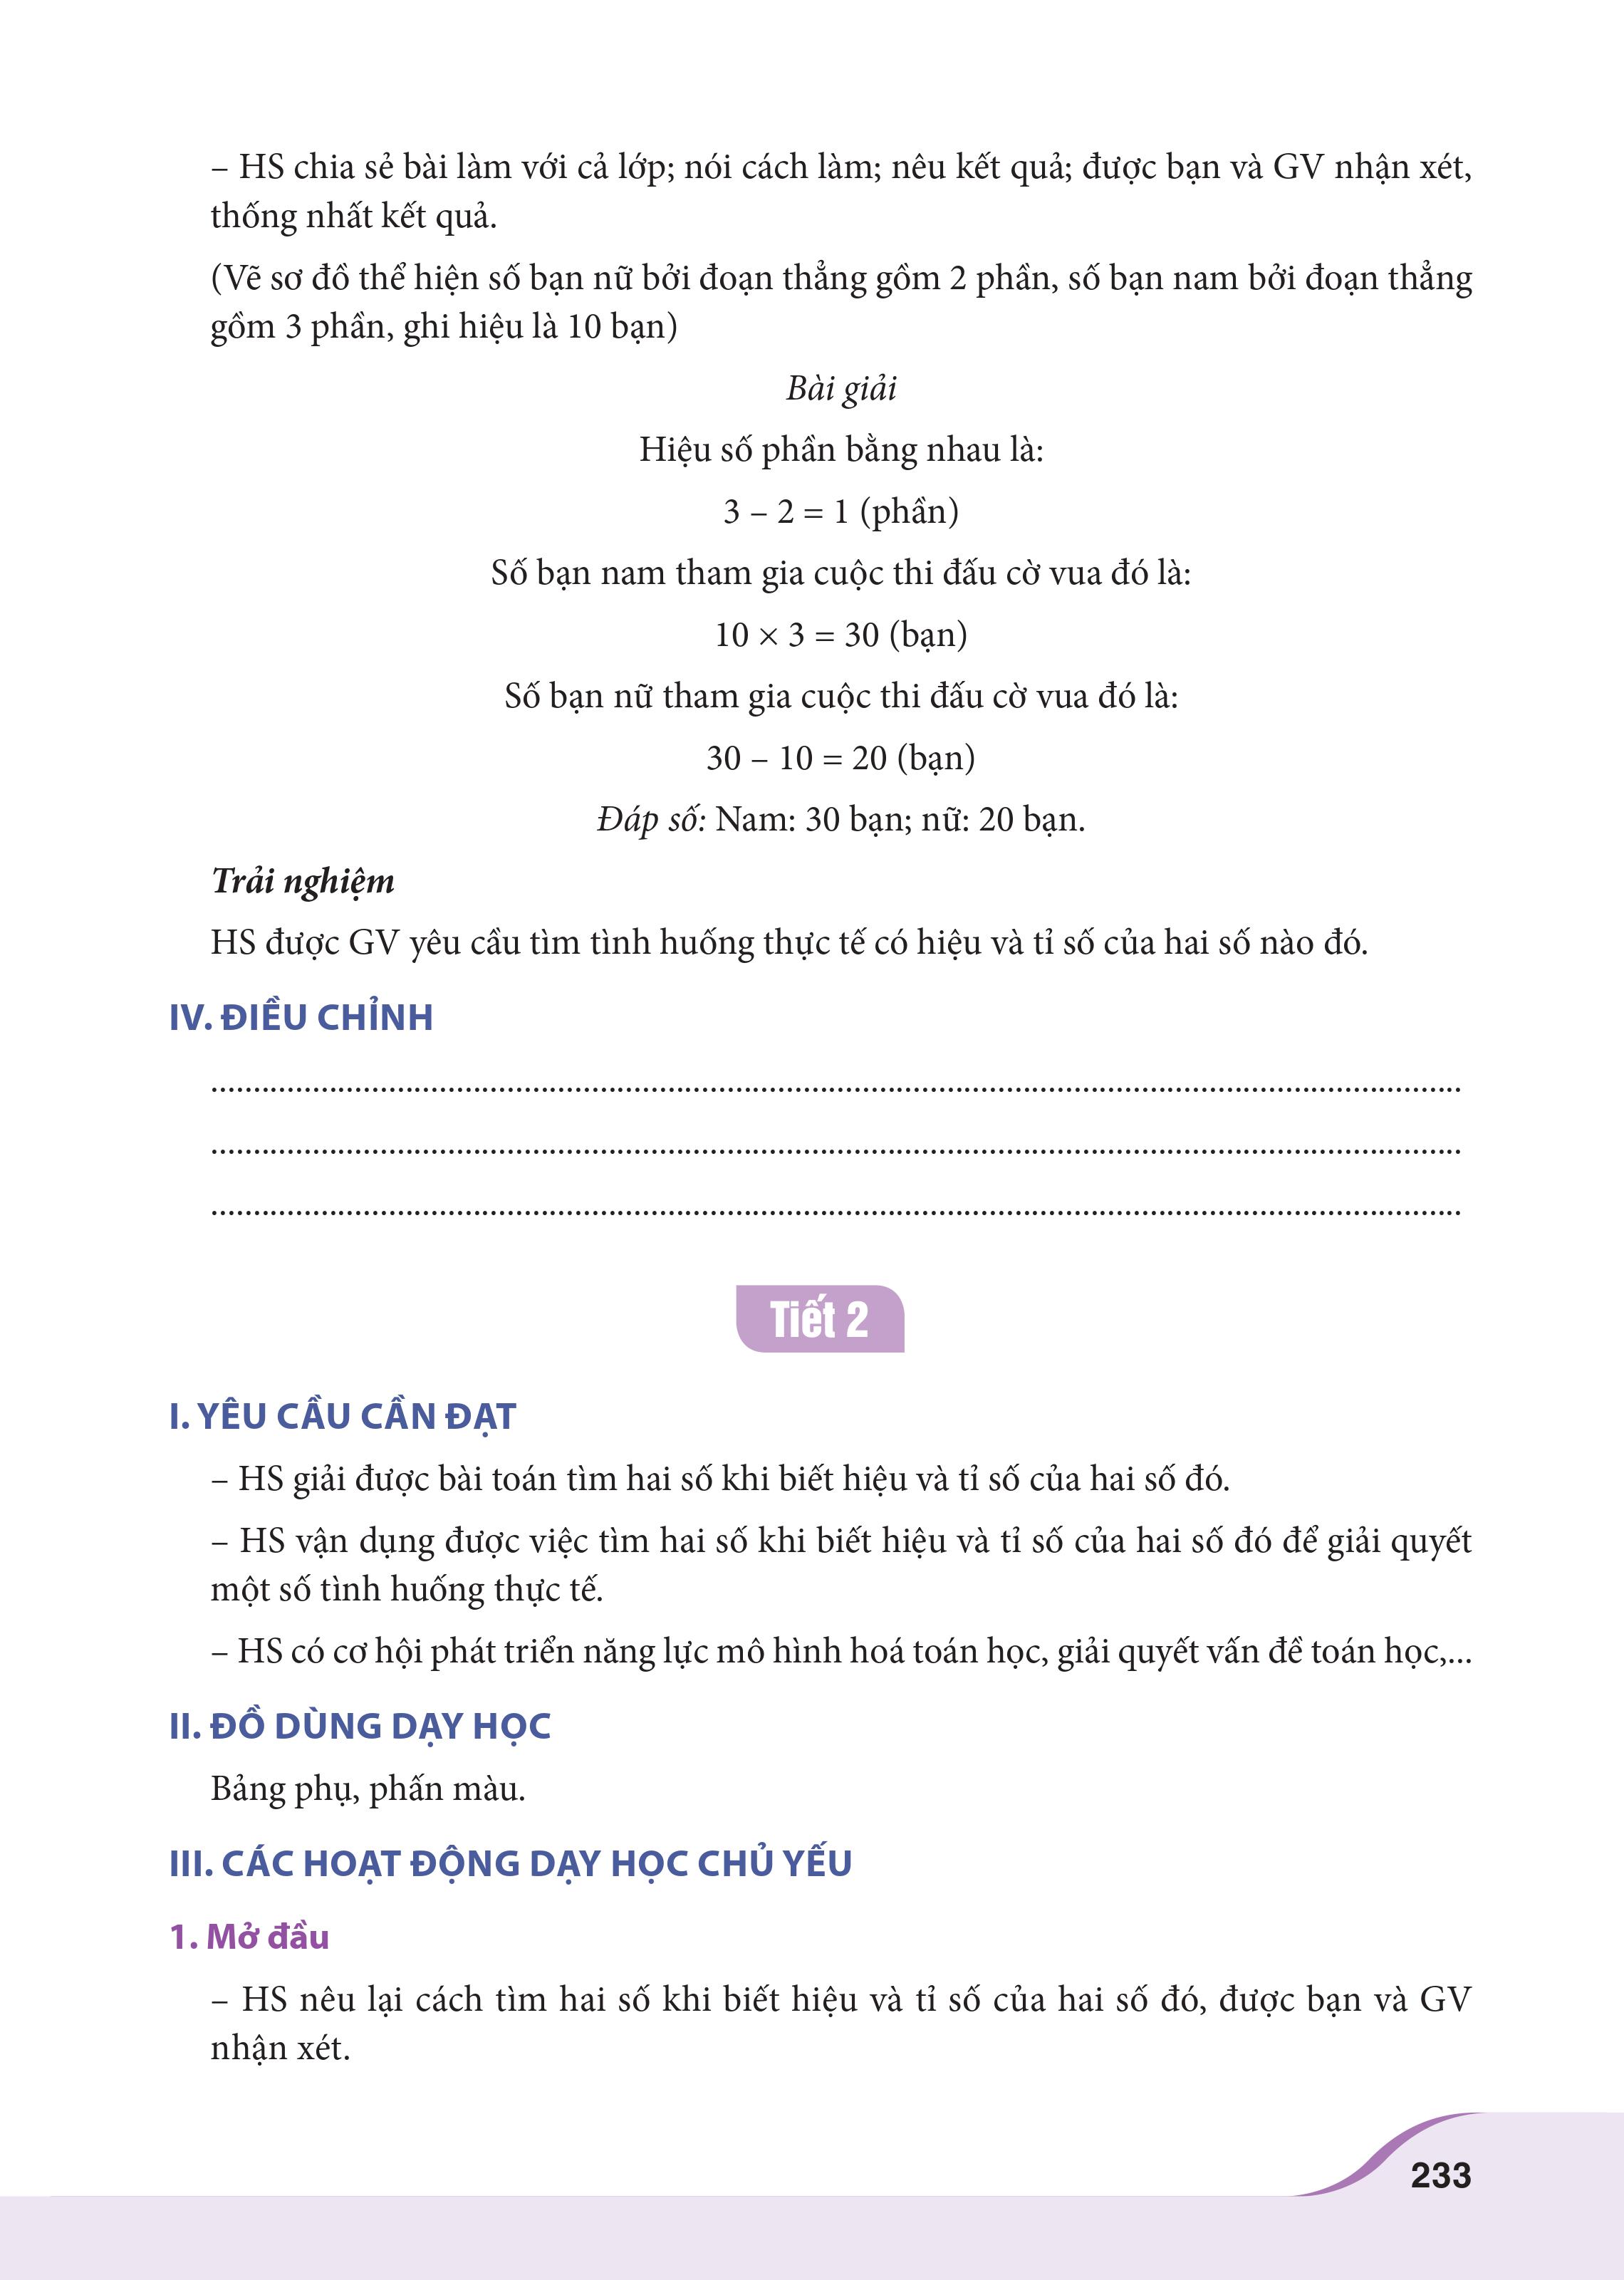 – HS chia sẻ bài làm với cả lớp; nói cách làm; nêu kết quả; được bạn và GV nhận xét,
thống nhất kết quả.
(Vẽ sơ đồ thể hiện số bạn nữ bởi đoạn thẳng gồm 2 phần, số bạn nam bởi đoạn thẳng
gồm 3 phần, ghi hiệu là 10 bạn)
Bài giải
Hiệu số phần bằng nhau là:
3 – 2 = 1 (phần)
Số bạn nam tham gia cuộc thi đấu cờ vua đó là:
10 × 3 = 30 (bạn)
Số bạn nữ tham gia cuộc thi đấu cờ vua đó là:
30 – 10 = 20 (bạn)
Đáp số: Nam: 30 bạn; nữ: 20 bạn.
Trải nghiệm
HS được GV yêu cầu tìm tình huống thực tế có hiệu và tỉ số của hai số nào đó.
IV. ĐIỀU CHỈNH
Tiết 2
I. YÊU CẦU CẦN ĐẠT
– HS giải được bài toán tìm hai số khi biết hiệu và tỉ số của hai số đó.
– HS vận dụng được việc tìm hai số khi biết hiệu và tỉ số của hai số đó để giải quyết
một số tình huống thực tế.
– HS có cơ hội phát triển năng lực mô hình hoá toán học, giải quyết vấn đề toán học,...
II. ĐỒ DÙNG DẠY HỌC
Bảng phụ, phấn màu.
III. CÁC HOẠT ĐỘNG DẠY HỌC CHỦ YẾU
1. Mở đầu
– HS nêu lại cách tìm hai số khi biết hiệu và tỉ số của hai số đó, được bạn và GV
nhận xét.
233